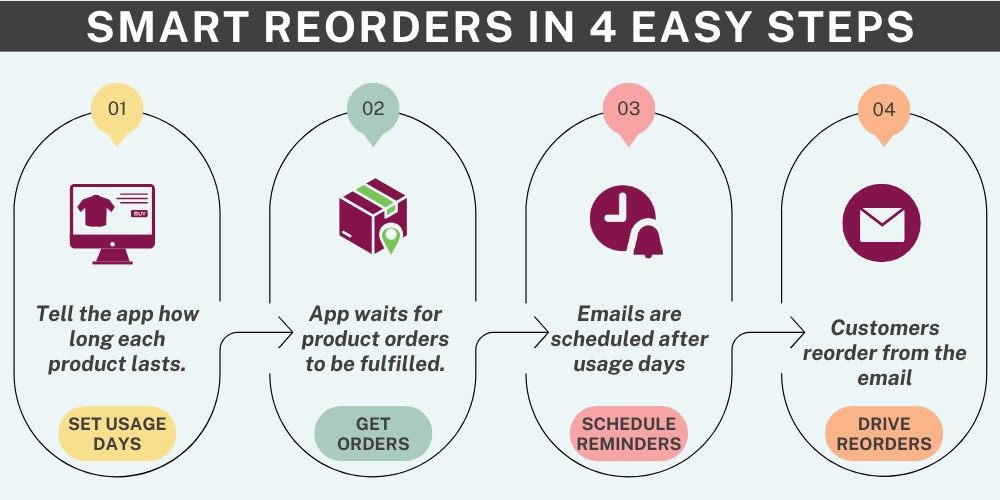 SMART REORDERS IN 4 EASY STEPS
01
BUY
Tell the app how
long each
product lasts.
SET USAGE
DAYS
02
App waits for
product orders
to be fulfilled.
GET
ORDERS
03
Emails are
scheduled after
usage days
SCHEDULE
REMINDERS
04
Customers
reorder from the
email
DRIVE
REORDERS